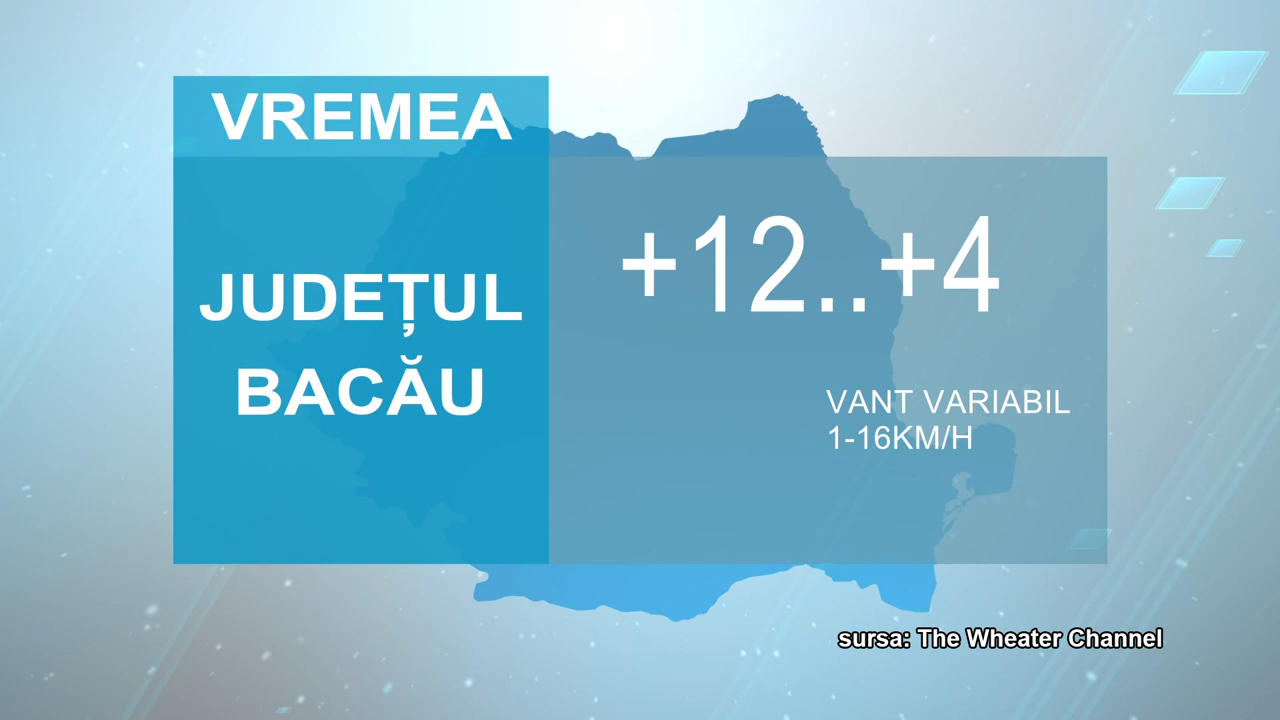 VREMEA
JUDEȚUL
BACĂU
+12..+4
VANT VARIABIL
1-16KM/H
sursa: The Wheater Channel